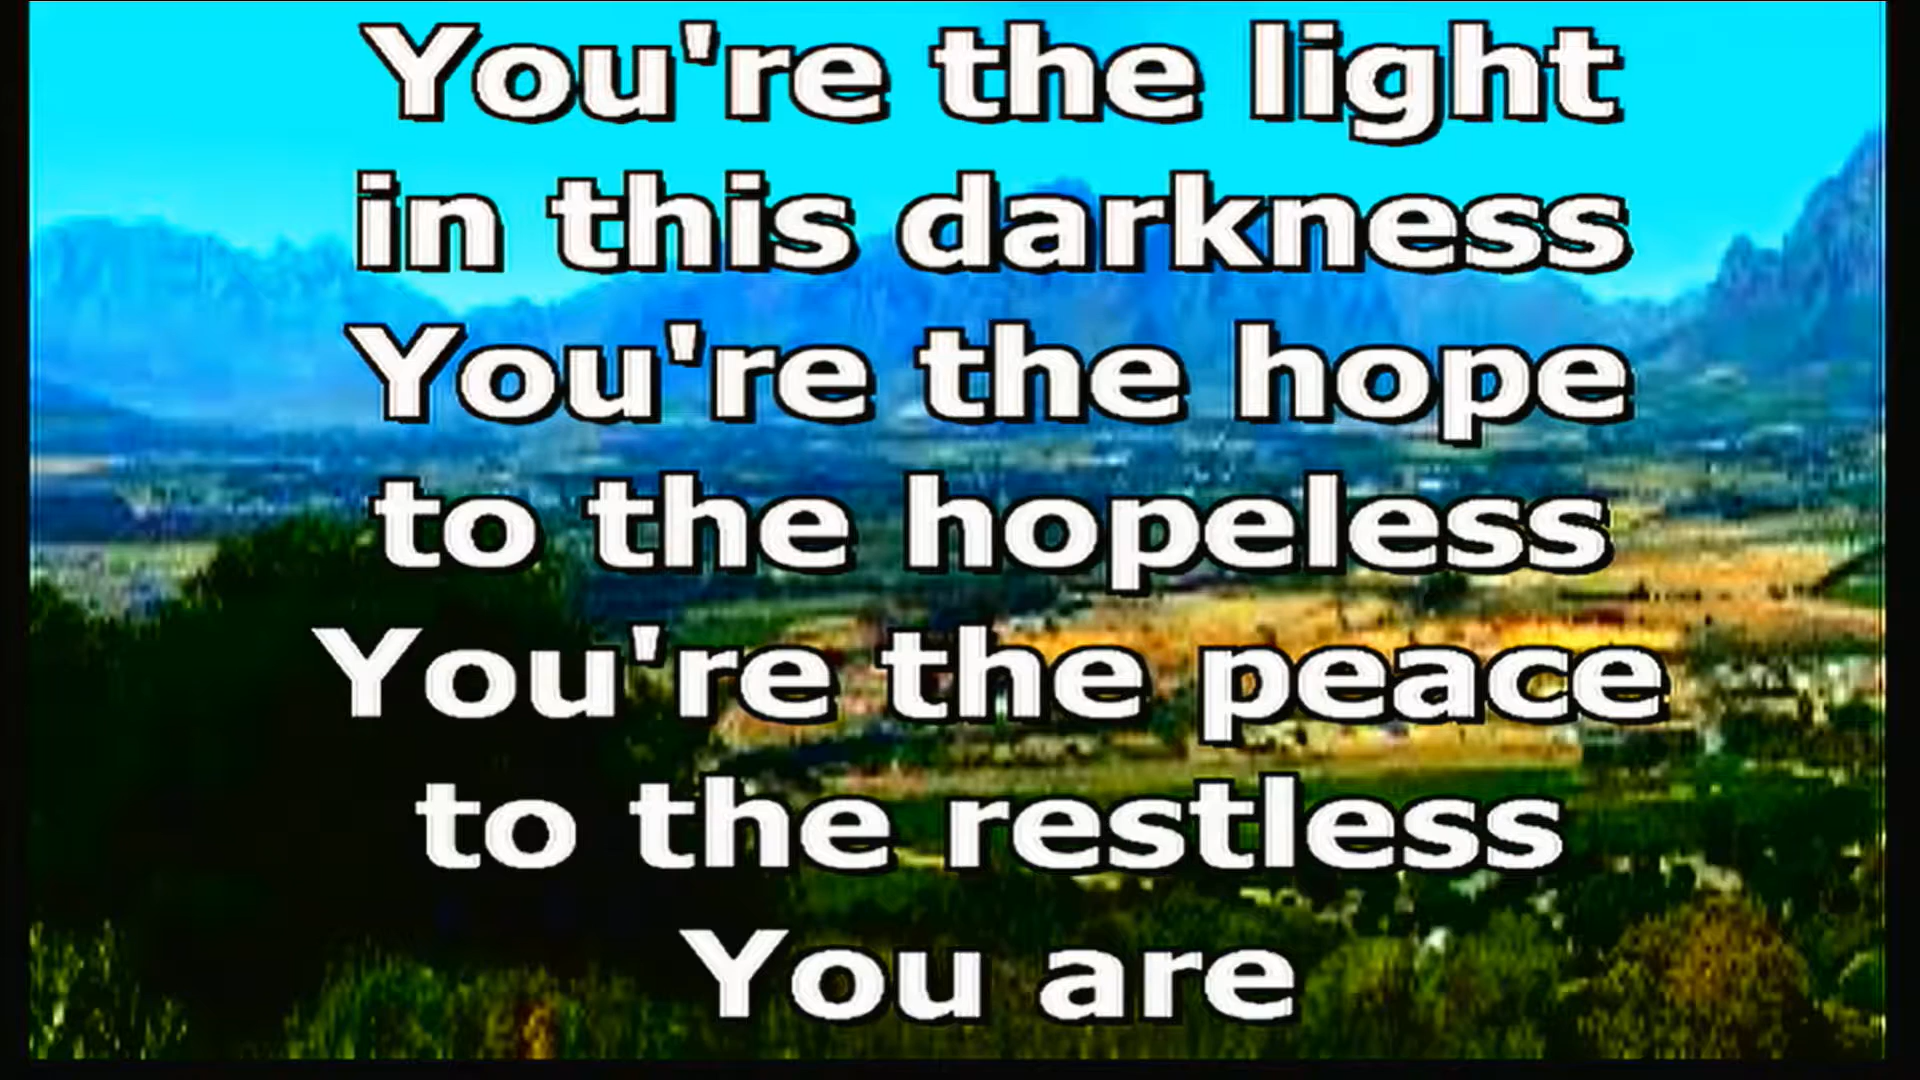 You're the light
in this darkness
You're the hope
to the hopeless
You're the peace
to the restless
You are